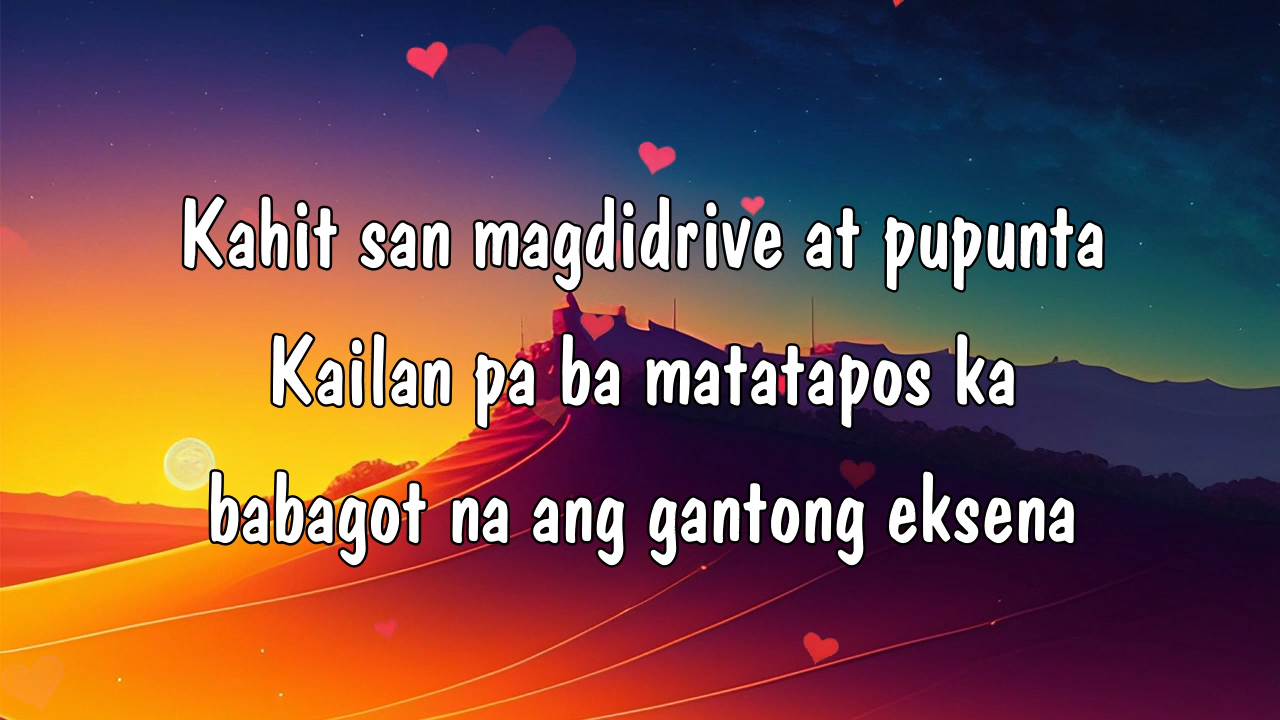 Kahit san magdidrive at pupunta
Kailan pa ba matatapos ka
babagot na ang gantong eksena